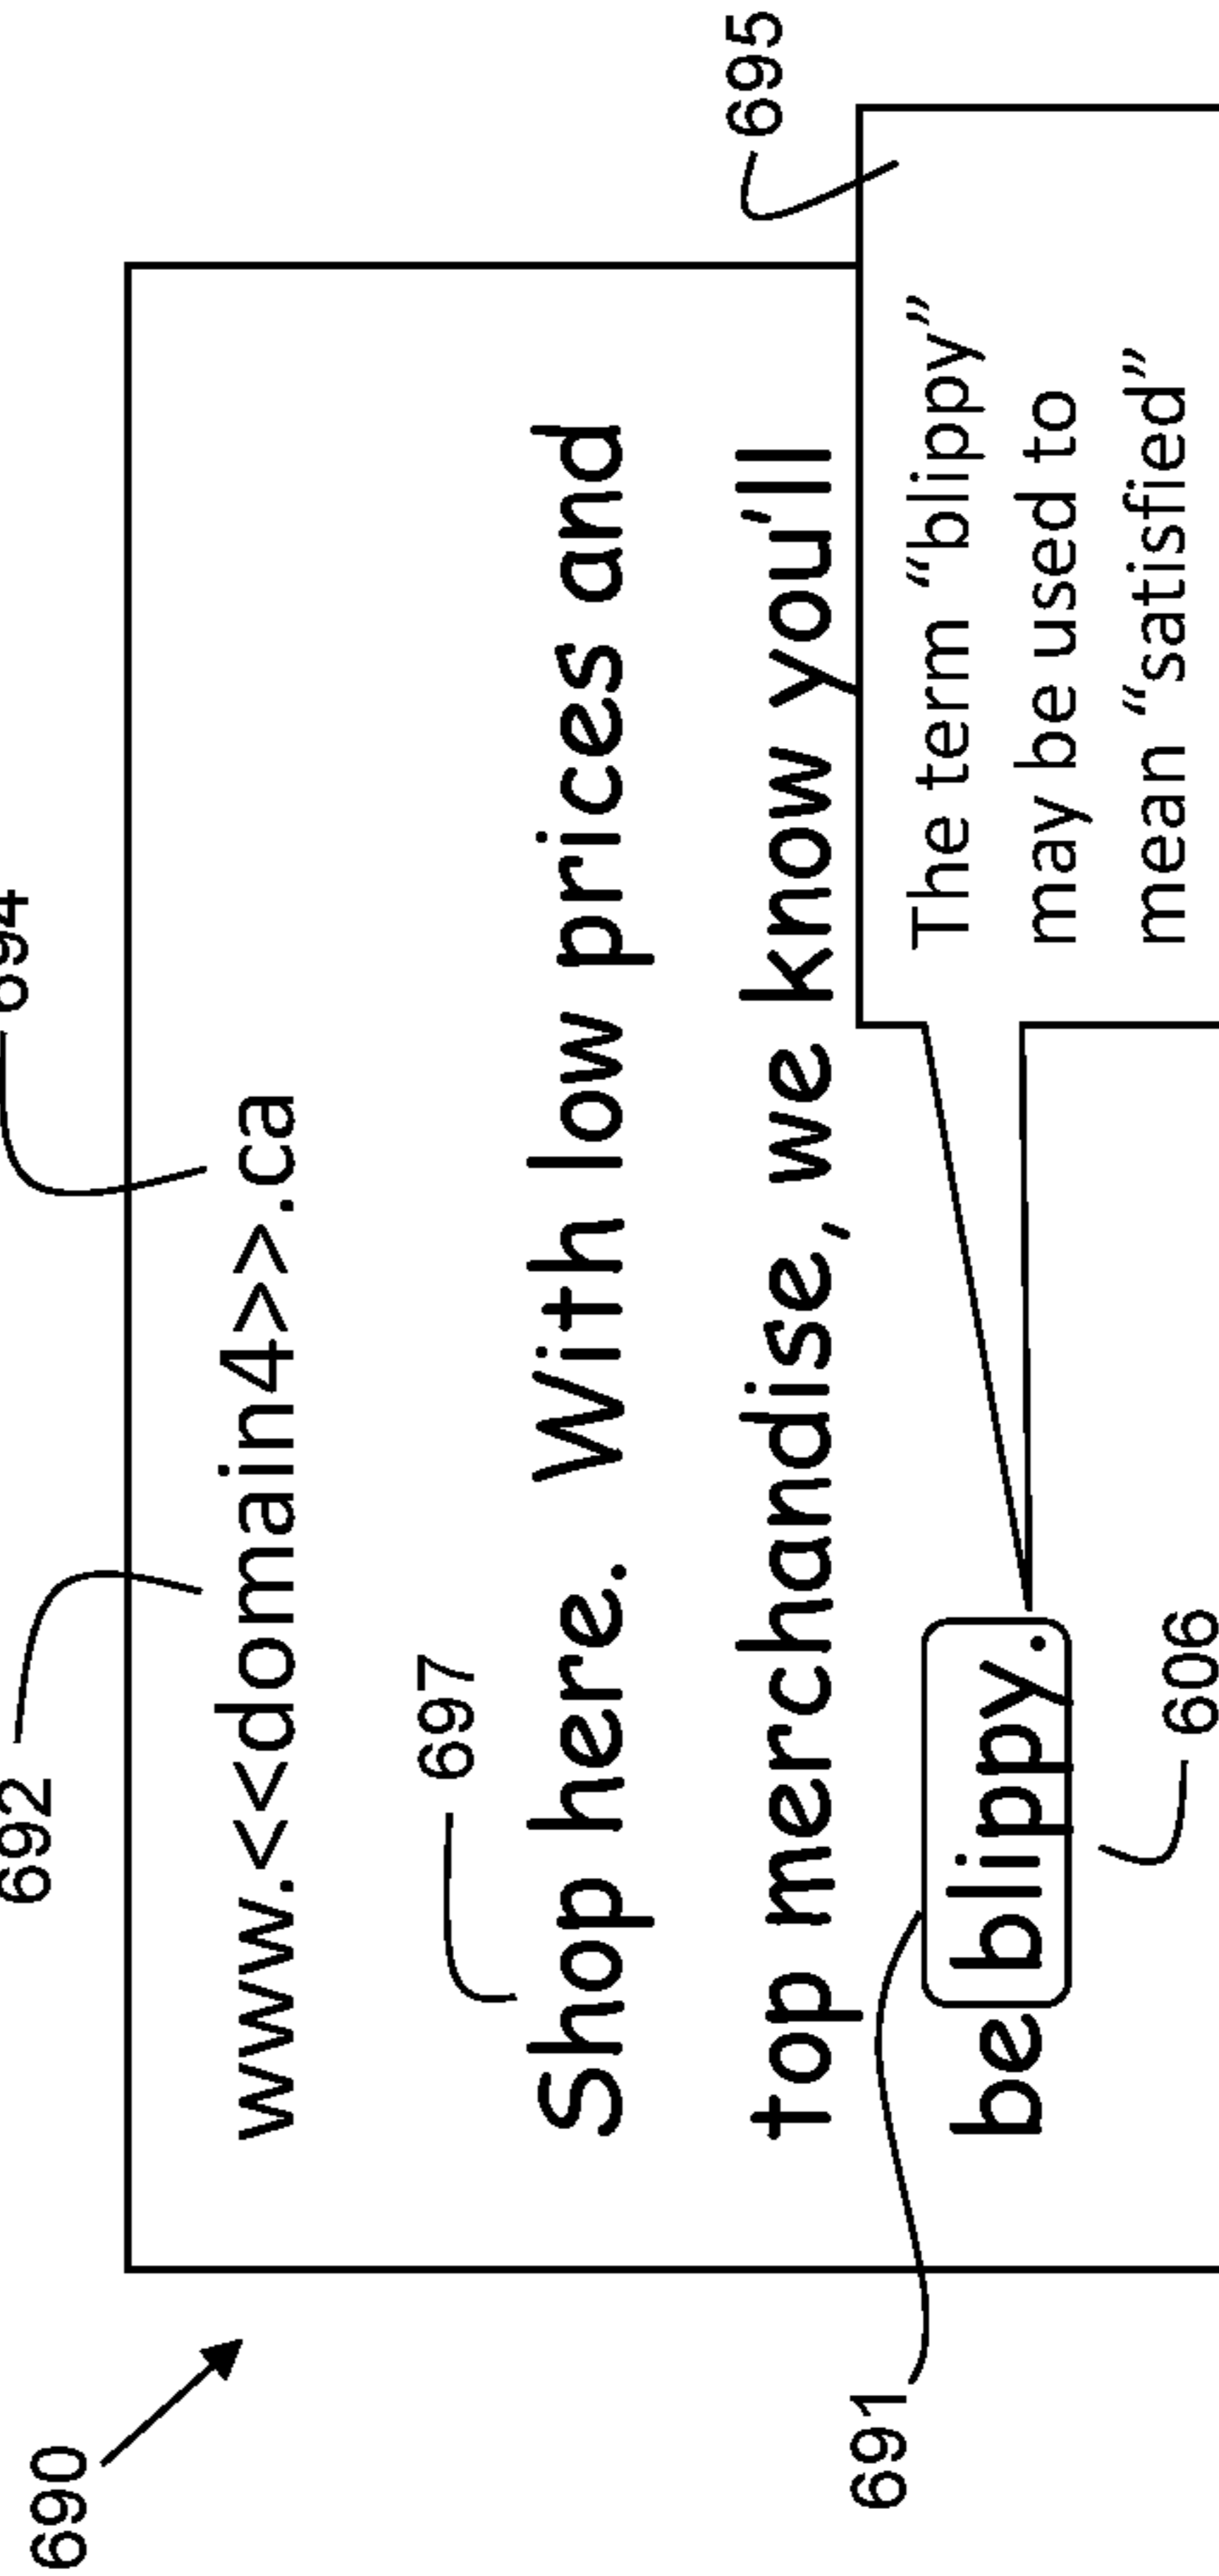 690
692
694
www.<<domain4>>.ca
697
Shop here.  With low prices and
695
top merchandise, we know you'll
691
be blippy.
606
The term “blippy”
may be used to
mean “satisfied”